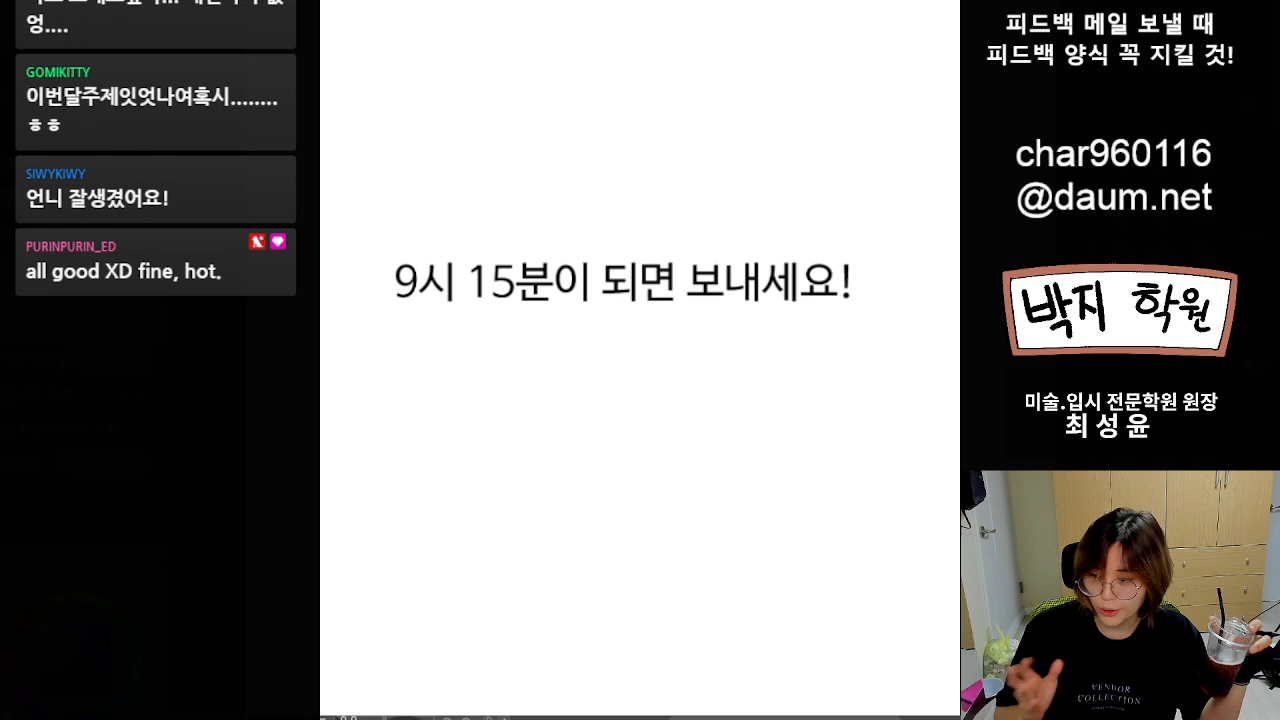 엉....
GOMIKITTY
이번달주제잇엇나여혹시........
ㅎㅎ
SIWYKIWY
언니 잘생겼어요!
PURINPURIN_ED
all good XD fine, hot.
9시 15분이 되면 보내세요!
피드백 메일 보낼 때
피드백 양식 꼭 지킬 것!
char960116
@daum.net
박지 학원
미술.입시 전문학원 원장
최성윤
VENDOR
COLLECTION